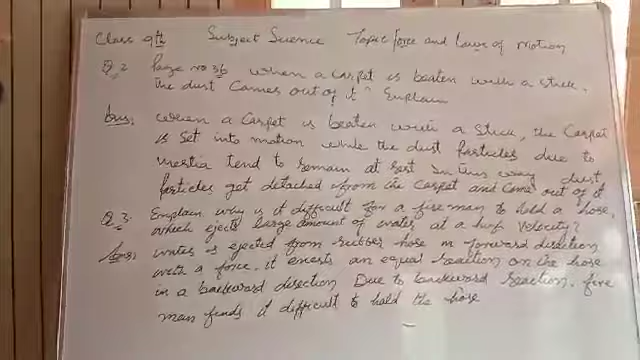 Class 9th Subject Science Topic force and Laws of Motion
Q.2 Page no 36 when a carpet is beaten with a stick,
the dust comes out of it Explain
Ans. when a carpet is beaten with a stick, the carpet
is set into motion while the dust particles due to
inertia tend to remain at rest in this way dust
particles get detached from the carpet and come out of it
Q.3 Explain why is it difficult for a fireman to hold a hose,
which ejects large amount of water at a high velocity?
Ans. water is ejected from rubber hose in forward direction
with a force. it exerts an equal reaction on the hose
in a backward direction Due to backward reaction, fire
man finds it difficult to hold the hose